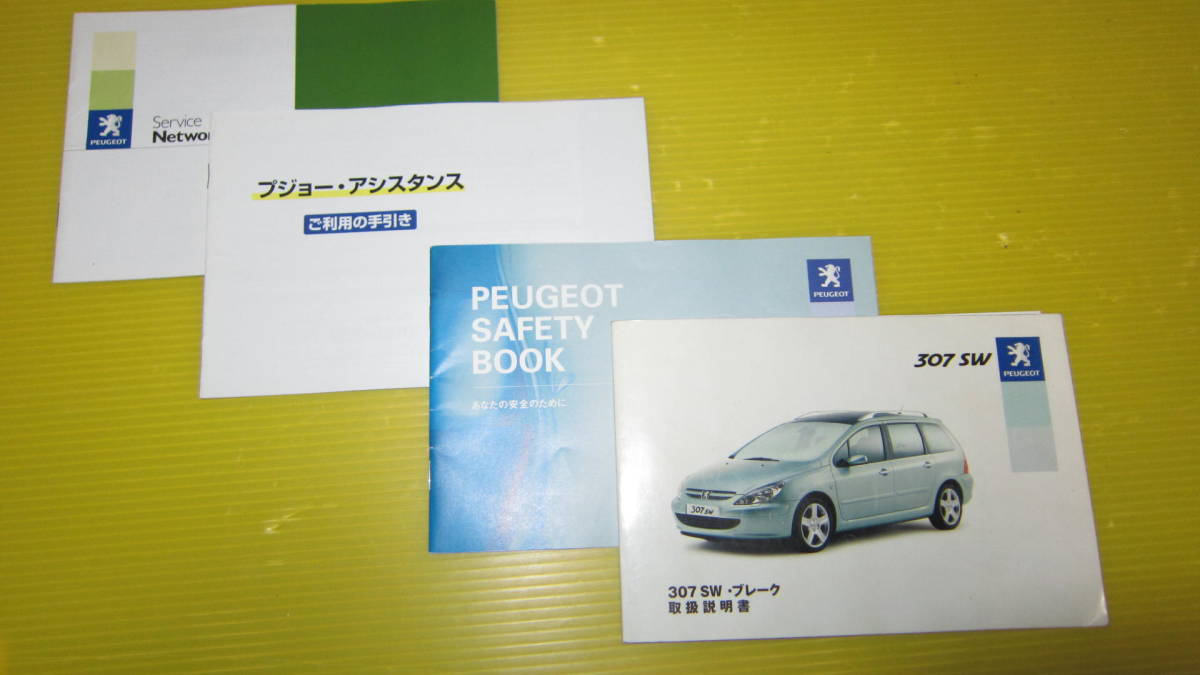 PEUGEOT
Service
プジョー・アシスタンス
ご利用の手引き
PEUGEOT
SAFETY
BOOK
あなたの安全のために
PEUGEOT
307 SW
PEUGEOT
307 SW
307 SW・ブレーク
取扱説明書